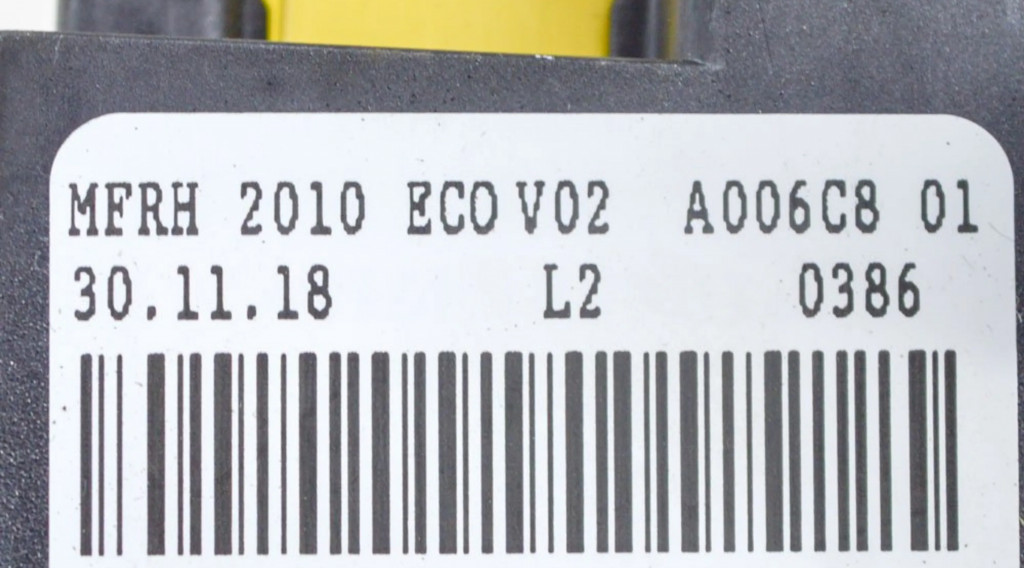 MFRH 2010 ECO V02 A006C8 01
30.11.18 L2 0386